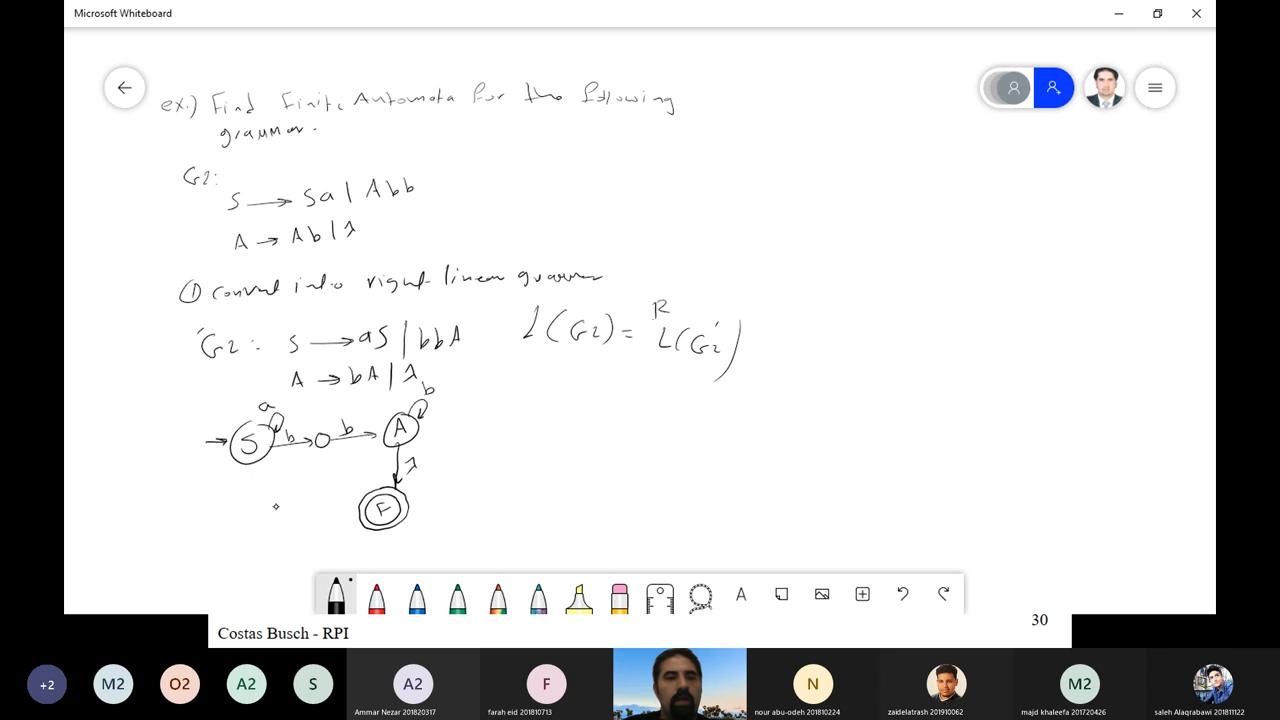 Microsoft Whiteboard
ex.) Find Finite Automata for the following
grammar.
G2:
S → Sa | Abb
A → Ab | λ
① convert into right-linear grammar
'G2: S → aS | bbA
L(G2) = R L(G2')
A → bA | λ
a
b
S
b
b
A
λ
F
A
30
Costas Busch - RPI
+2
M2
O2
A2
S
A2
F
N
M2
Ammar Nezar 201820317
farah eid 201810713
nour abu-odeh 201810224
zaidelatrash 201910062
majd khaleefa 201720426
saleh Alaqrabawi 201811122